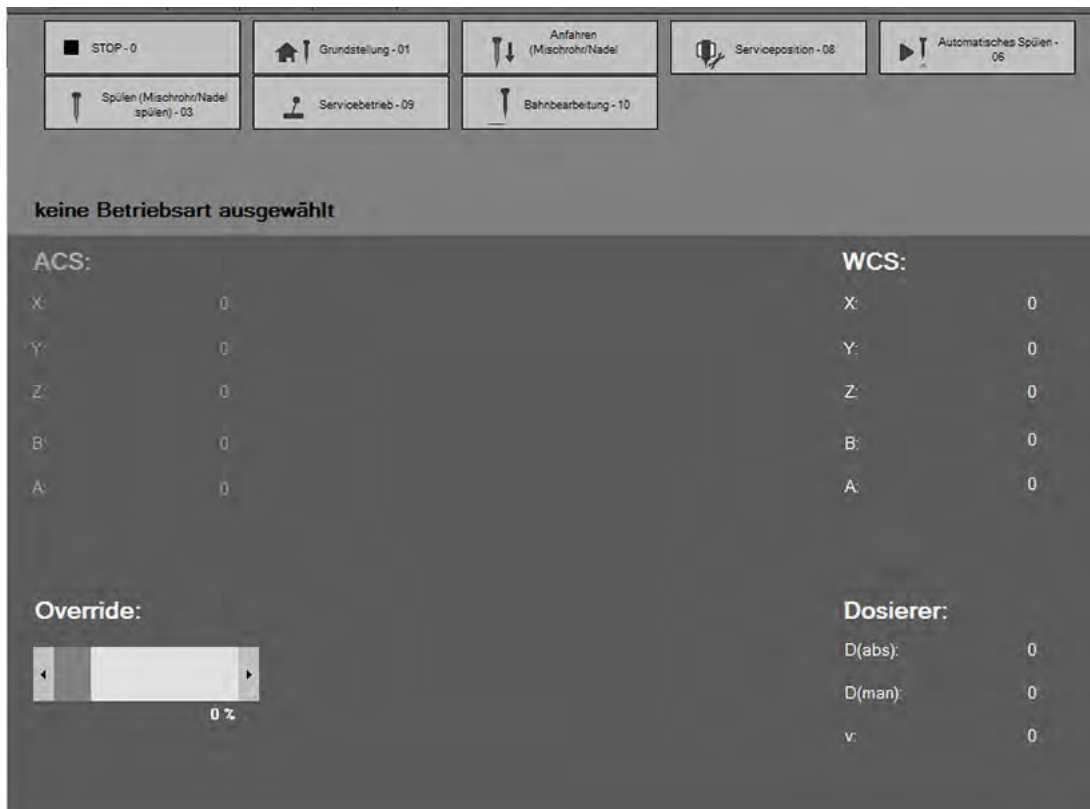 STOP - 0
Grundstellung - 01
Anfahren
(Mischrohr/Nadel
Serviceposition - 08
Automatisches Spülen -
06
Spülen (Mischrohr/Nadel
spülen) - 03
Servicebetrieb - 09
Bahnbearbeitung - 10
keine Betriebsart ausgewählt
ACS:
X: 0
Y: 0
Z: 0
B: 0
A: 0
WCS:
X: 0
Y: 0
Z: 0
B: 0
A: 0
Override:
0 %
Dosierer:
D(abs): 0
D(man): 0
v: 0